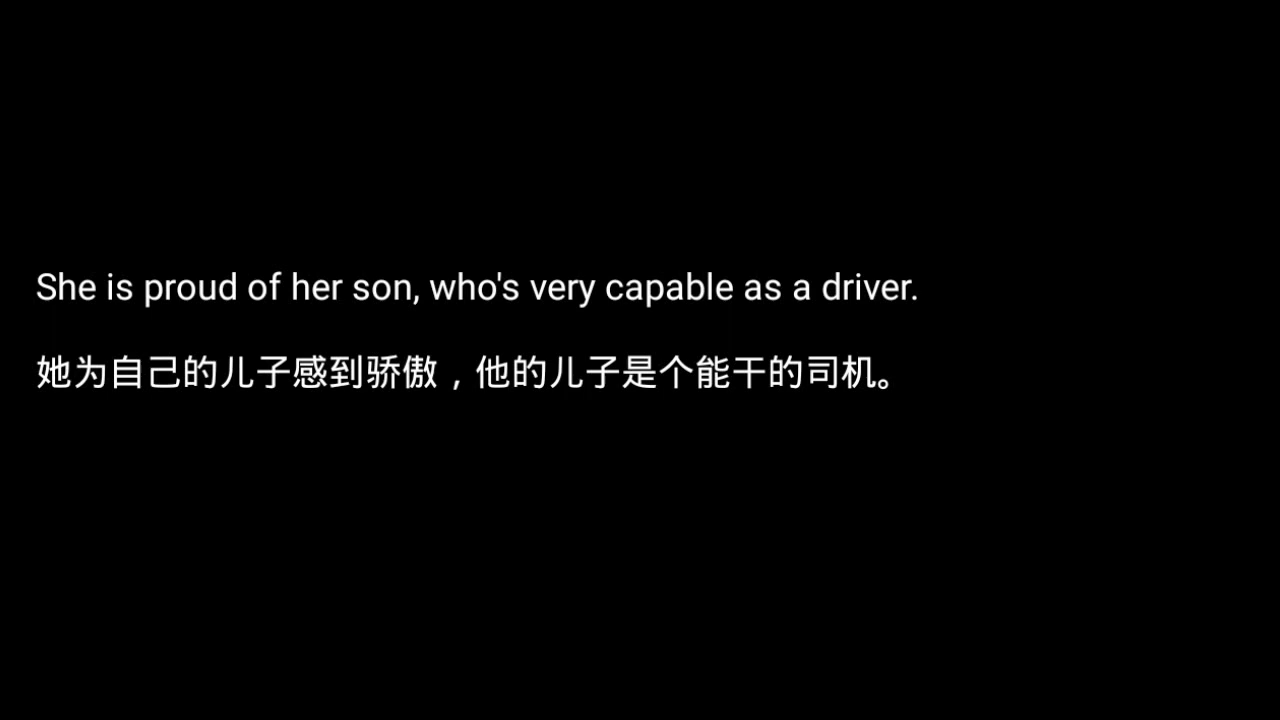 She is proud of her son, who's very capable as a driver.
她为自己的儿子感到骄傲，他的儿子是个能干的司机。